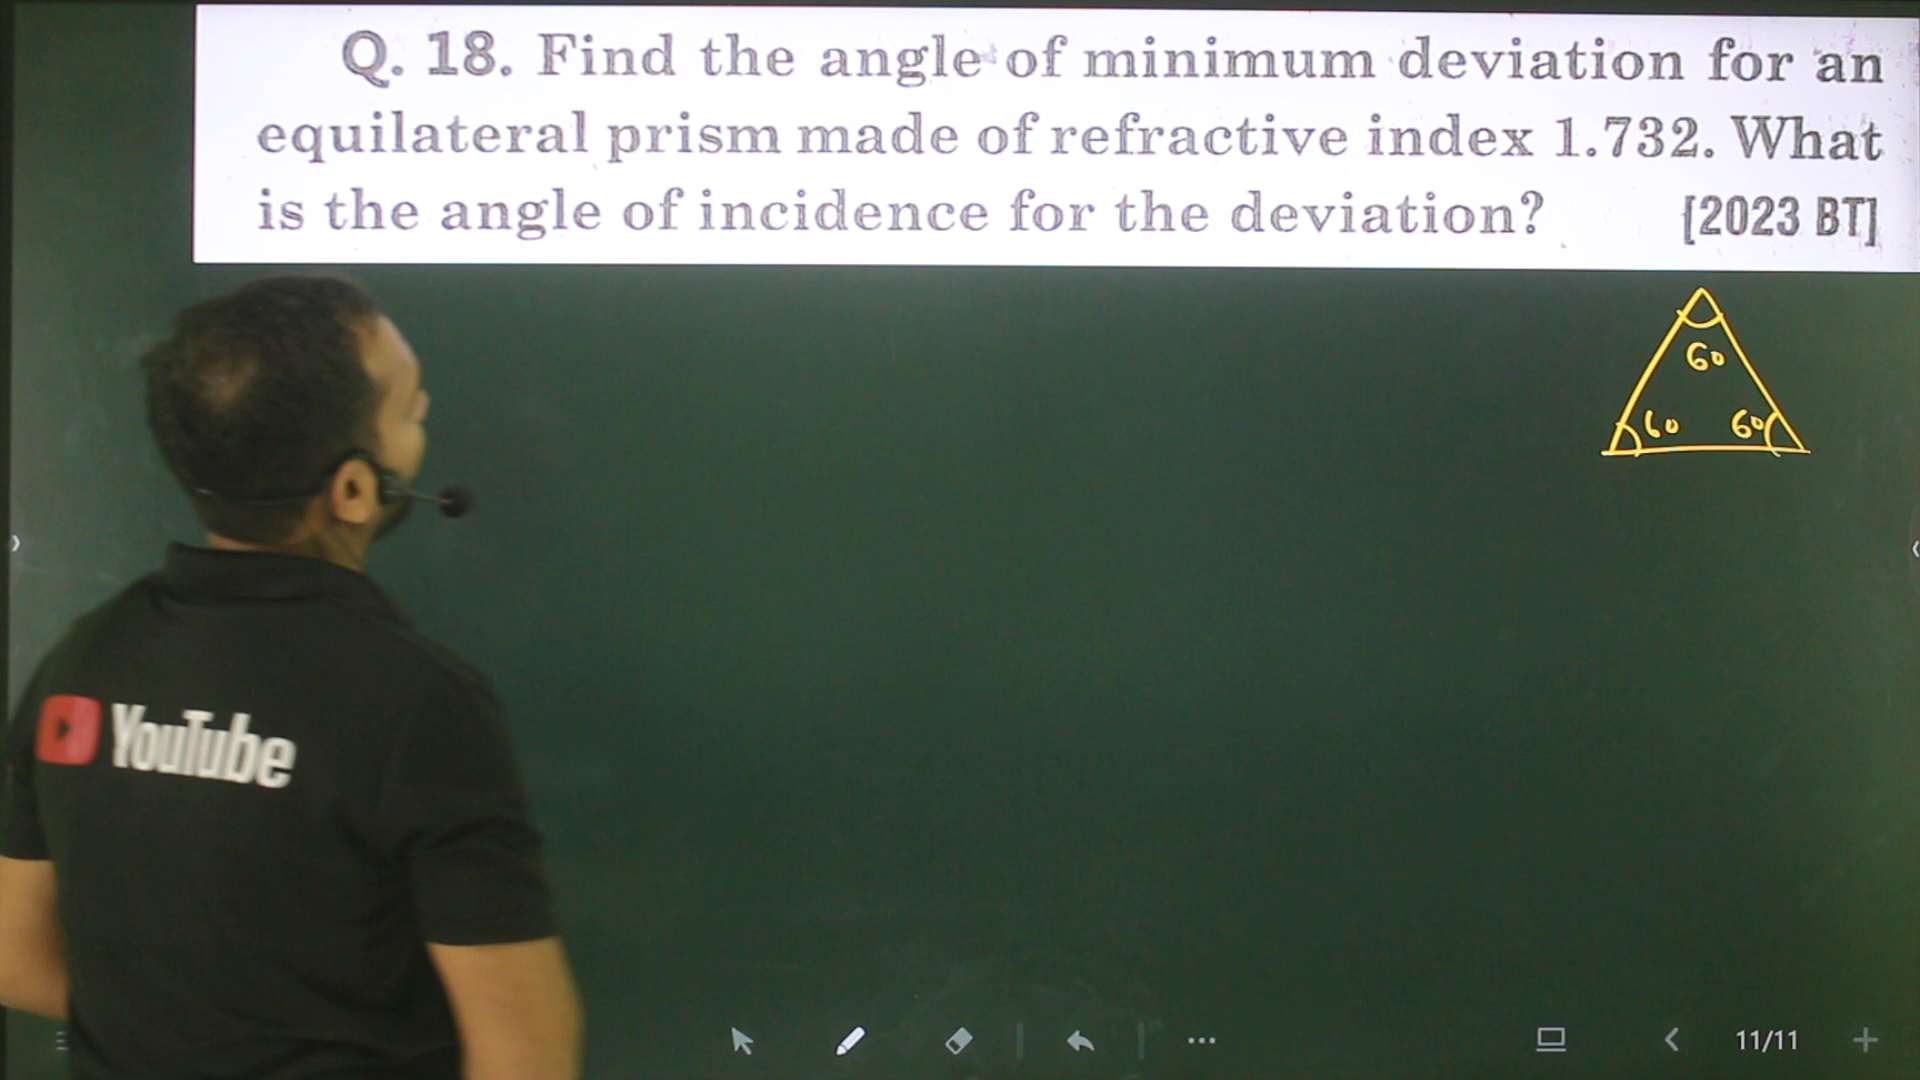 Q. 18. Find the angle of minimum deviation for an
equilateral prism made of refractive index 1.732. What
is the angle of incidence for the deviation? [2023 BT]
60
60 60
YouTube
11/11